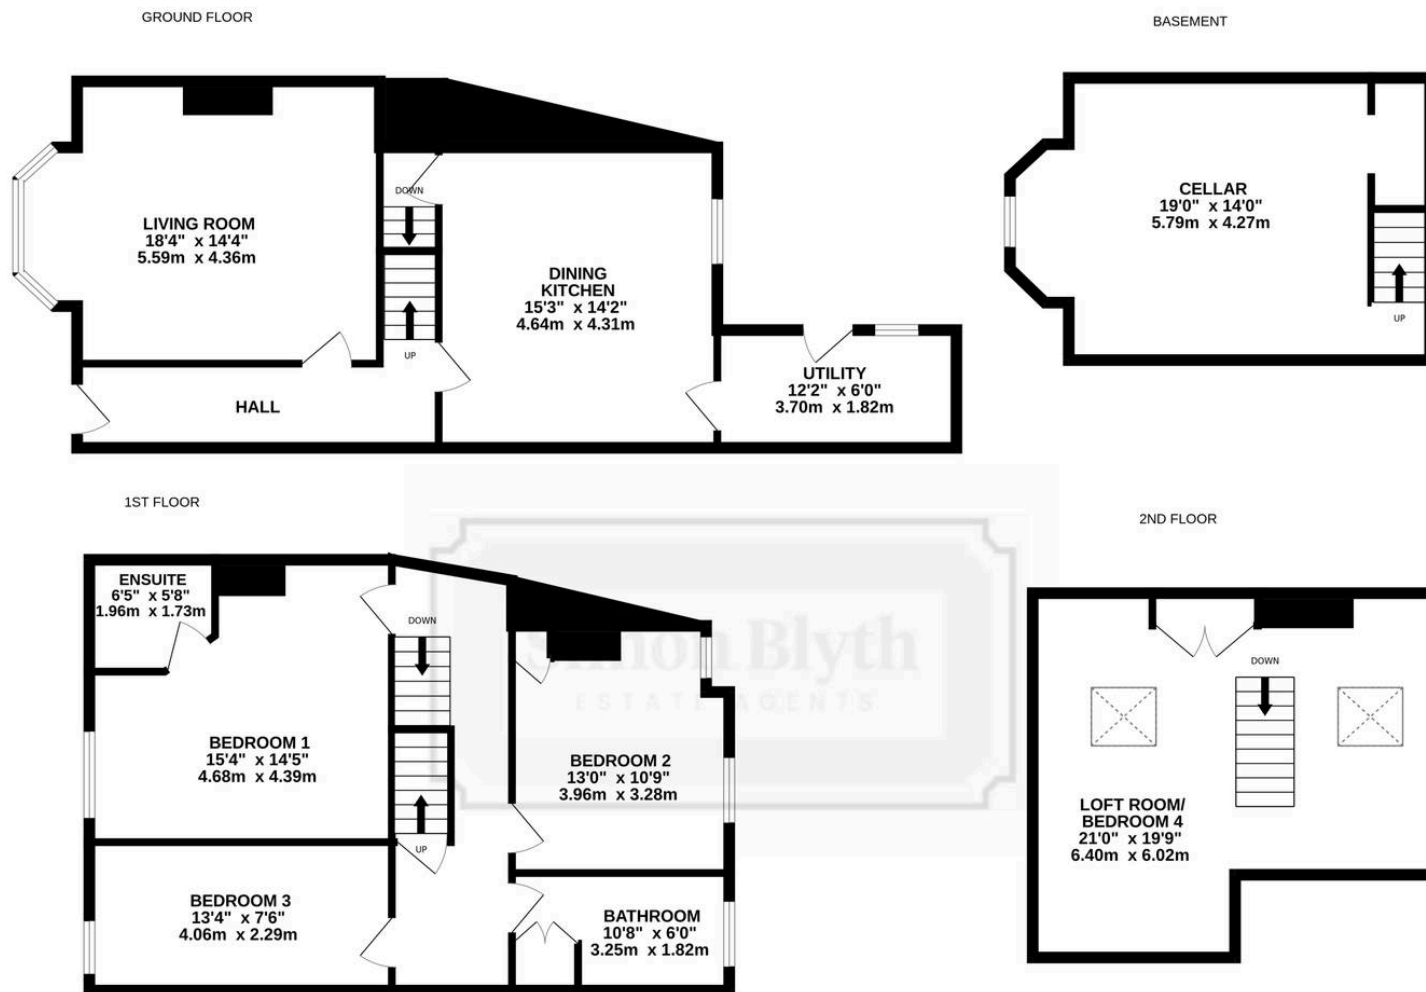 GROUND FLOOR
LIVING ROOM
18'4" x 14'4"
5.59m x 4.36m
DOWN
UP
HALL
DINING
KITCHEN
15'3" x 14'2"
4.64m x 4.31m
UTILITY
12'2" x 6'0"
3.70m x 1.82m
BASEMENT
CELLAR
19'0" x 14'0"
5.79m x 4.27m
UP
1ST FLOOR
ENSUITE
6'5" x 5'8"
1.96m x 1.73m
DOWN
BEDROOM 1
15'4" x 14'5"
4.68m x 4.39m
UP
BEDROOM 2
13'0" x 10'9"
3.96m x 3.28m
BEDROOM 3
13'4" x 7'6"
4.06m x 2.29m
BATHROOM
10'8" x 6'0"
3.25m x 1.82m
Simon Blyth
ESTATE AGENTS
2ND FLOOR
DOWN
LOFT ROOM/
BEDROOM 4
21'0" x 19'9"
6.40m x 6.02m